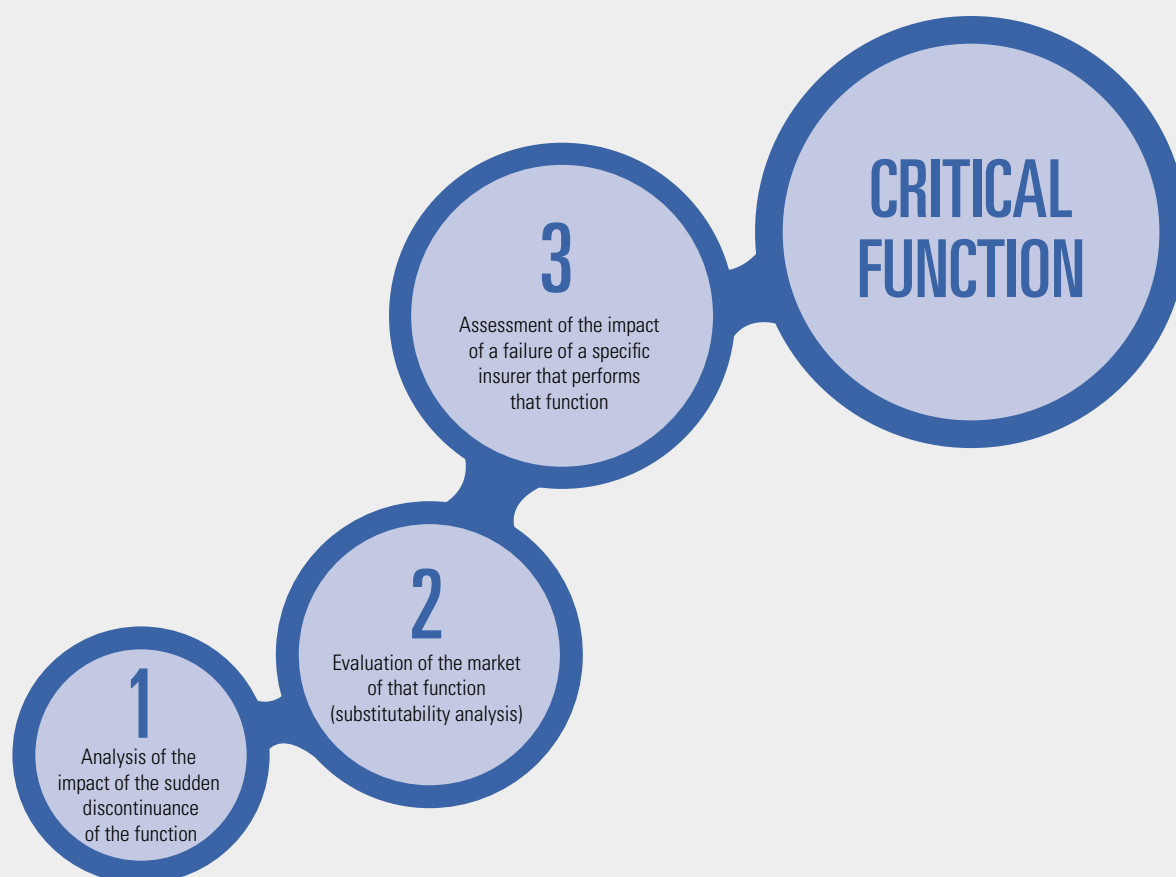 CRITICAL
FUNCTION
3
Assessment of the impact
of a failure of a specific
insurer that performs
that function
2
Evaluation of the market
of that function
(substitutability analysis)
1
Analysis of the
impact of the sudden
discontinuance
of the function